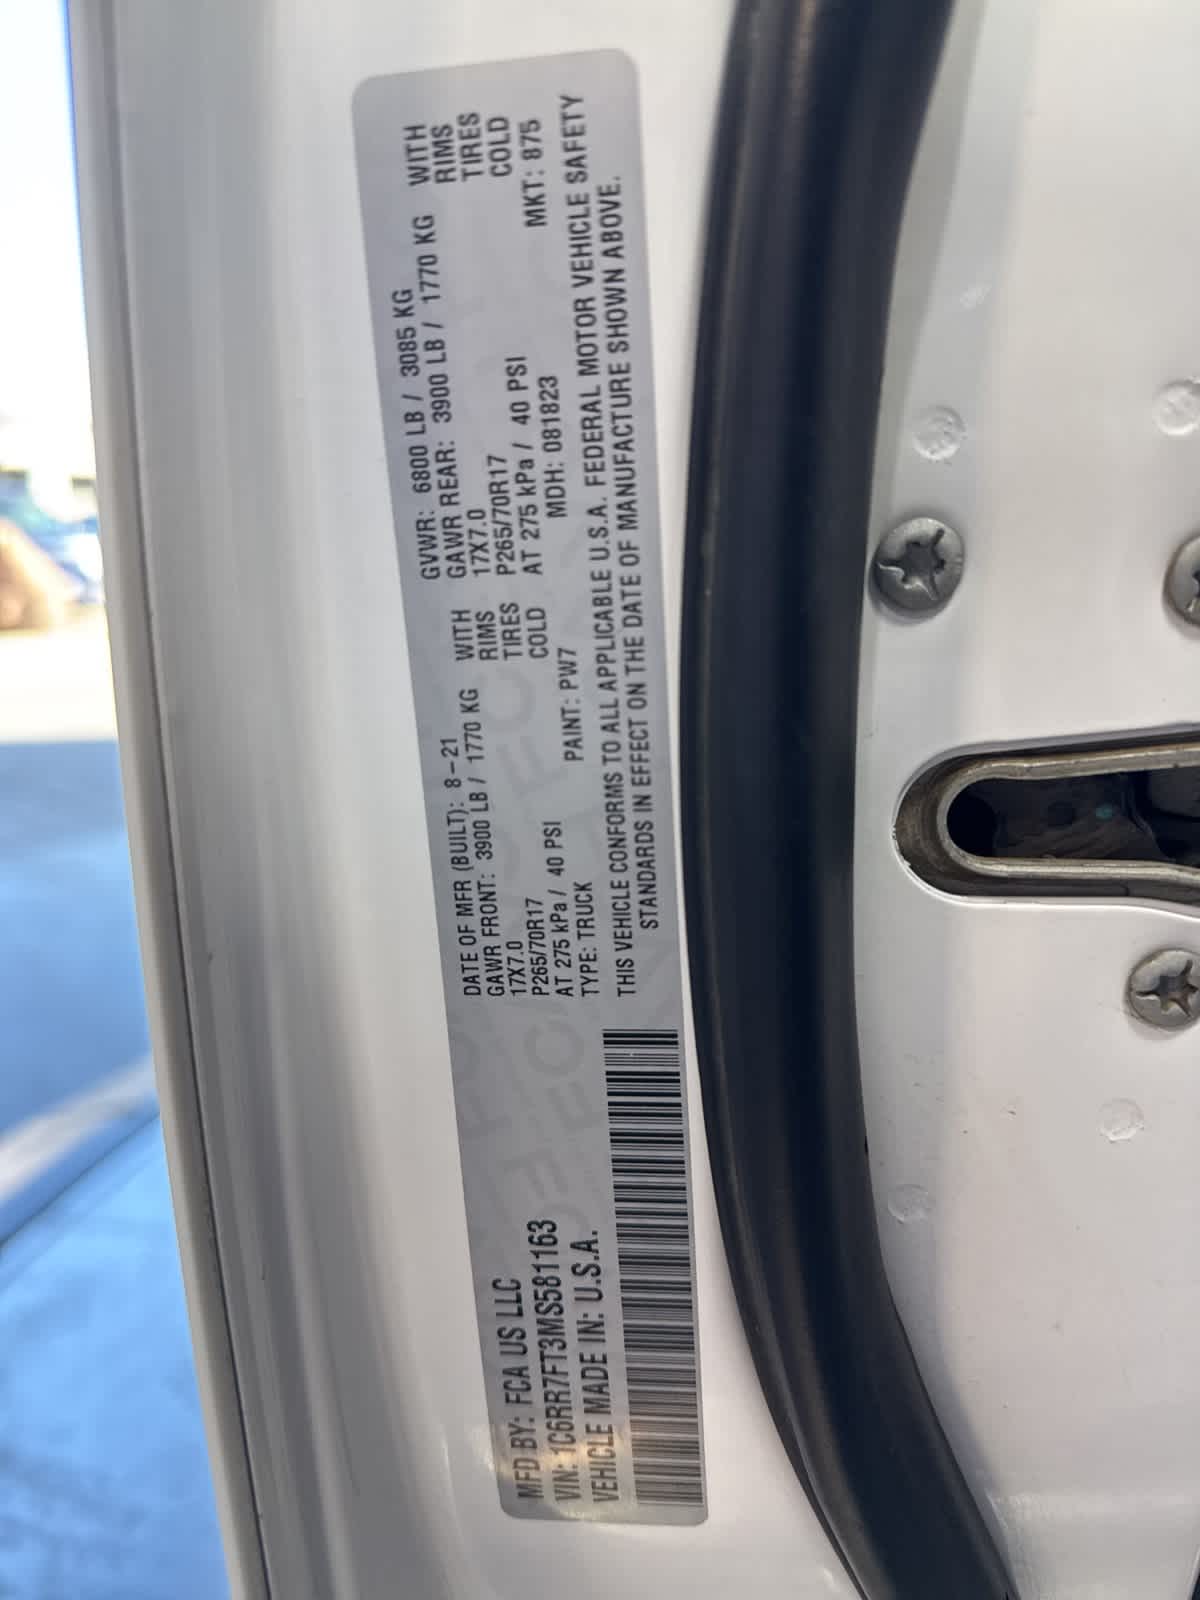 MFD BY: FCA US LLC
VIN: 1C6RR7FT3MS581163
VEHICLE MADE IN: U.S.A.
DATE OF MFR (BUILT): 8-21 GVWR: 6800 LB / 3085 KG
GAWR FRONT: 3900 LB / 1770 KG WITH GAWR REAR: 3900 LB / 1770 KG WITH
17X7.0 RIMS 17X7.0 RIMS
P265/70R17 TIRES P265/70R17 TIRES
AT 275 kPa / 40 PSI COLD AT 275 kPa / 40 PSI COLD
TYPE: TRUCK PAINT: PW7 MDH: 081823 MKT: 875
THIS VEHICLE CONFORMS TO ALL APPLICABLE U.S.A. FEDERAL MOTOR VEHICLE SAFETY
STANDARDS IN EFFECT ON THE DATE OF MANUFACTURE SHOWN ABOVE.